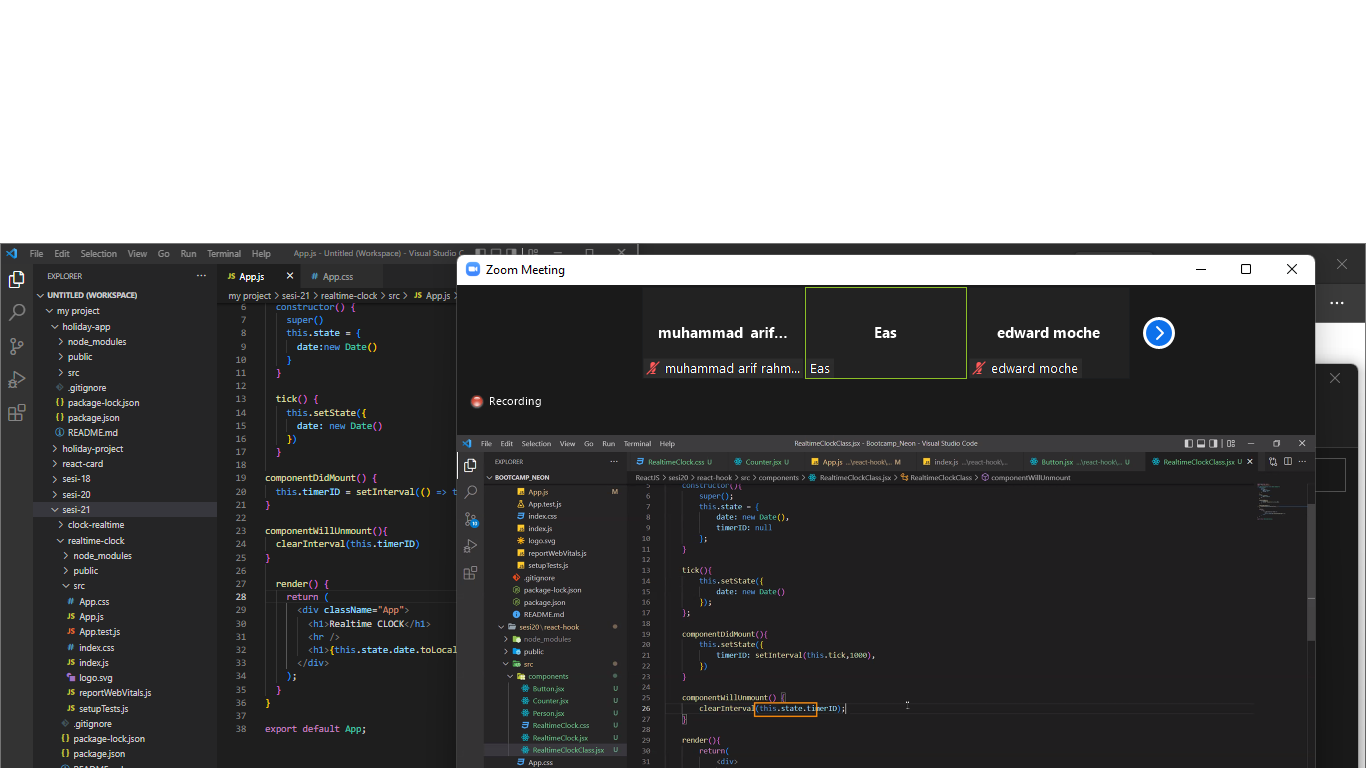 File Edit Selection View Go Run Terminal Help App.js - Untitled (Workspace) - Visual Studio C
EXPLORER
UNTITLED (WORKSPACE)
my project
holiday-app
node_modules
public
src
.gitignore
package-lock.json
package.json
README.md
holiday-project
react-card
sesi-18
sesi-20
sesi-21
clock-realtime
realtime-clock
node_modules
public
src
App.css
App.js
App.test.js
index.css
index.js
logo.svg
reportWebVitals.js
setupTests.js
.gitignore
package-lock.json
package.json
App.js App.css
my project > sesi-21 > realtime-clock > src > App.js >
6 constructor() {
7 super()
8 this.state = {
9 date:new Date()
10 }
11 }
12
13 tick() {
14 this.setState({
15 date: new Date()
16 })
17 }
18
19 componentDidMount() {
20 this.timerID = setInterval(() => t
21 }
22
23 componentWillUnmount(){
24 clearInterval(this.timerID)
25 }
26
27 render() {
28 return (
29 <div className="App">
30 <h1>Realtime CLOCK</h1>
31 <hr />
32 <h1>{this.state.date.toLocal
33 </div>
34 );
35 }
36 }
37
38 export default App;
Zoom Meeting
muhammad arif...
muhammad arif rahm...
Eas
Eas
edward moche
edward moche
Recording
File Edit Selection View Go Run Terminal Help RealtimeClockClass.jsx - Bootcamp_Neon - Visual Studio Code
EXPLORER
BOOTCAMP_NEON
App.js M
App.test.js
index.css
index.js
logo.svg
reportWebVitals.js
setupTests.js
.gitignore
package-lock.json
package.json
README.md
sesi20\react-hook
node_modules
public
src
components
Button.jsx U
Counter.jsx U
Person.jsx U
RealtimeClock.css U
RealtimeClock.jsx U
RealtimeClockClass.jsx U
App.css
RealtimeClock.css U Counter.jsx U App.js ...\react-hook\... M index.js ...\react-hook\... Button.jsx ...\react-hook\... U RealtimeClockClass.jsx U
ReactJS > sesi20 > react-hook > src > components > RealtimeClockClass.jsx > RealtimeClockClass > componentWillUnmount
5 constructor(){
6 super();
7 this.state = {
8 date: new Date(),
9 timerID: null
10 };
11 }
12
13 tick(){
14 this.setState({
15 date: new Date()
16 });
17 };
18
19 componentDidMount(){
20 this.setState({
21 timerID: setInterval(this.tick,1000),
22 })
23 }
24
25 componentWillUnmount() {
26 clearInterval(this.state.timerID);
27 }
28
29 render(){
30 return(
31 <div>